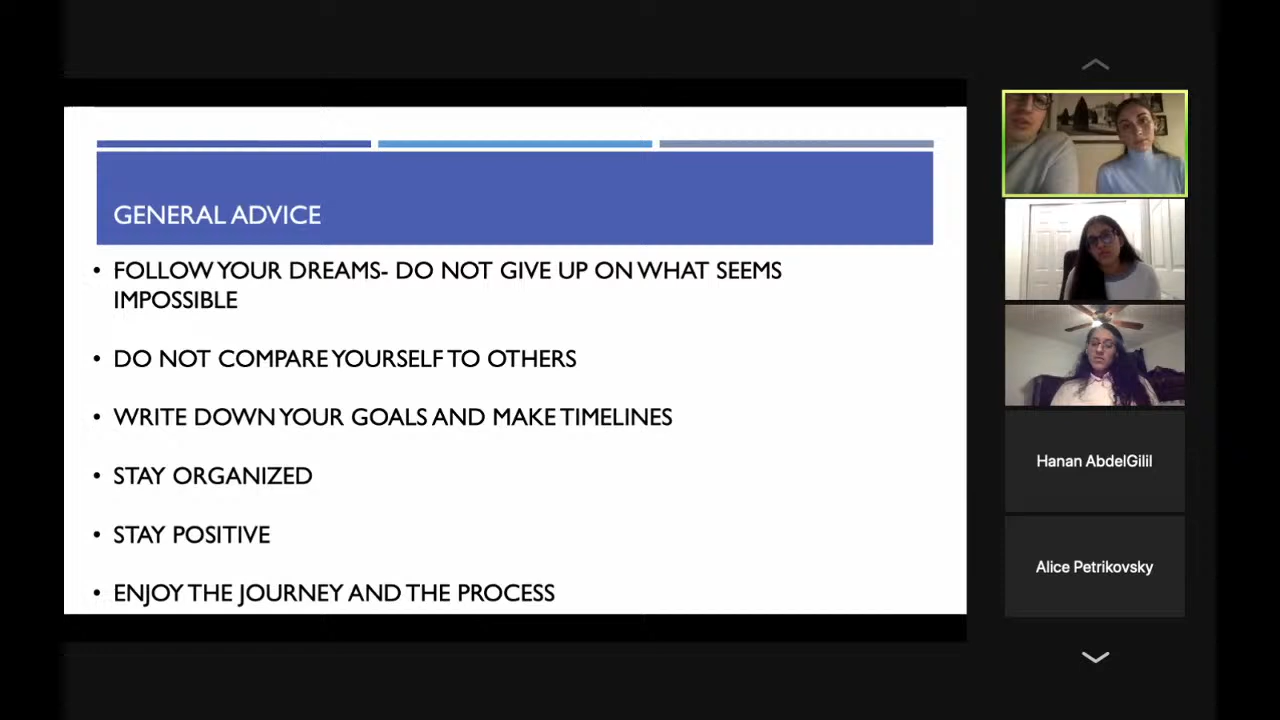 GENERAL ADVICE
• FOLLOW YOUR DREAMS- DO NOT GIVE UP ON WHAT SEEMS
IMPOSSIBLE
• DO NOT COMPARE YOURSELF TO OTHERS
• WRITE DOWN YOUR GOALS AND MAKE TIMELINES
• STAY ORGANIZED
• STAY POSITIVE
• ENJOY THE JOURNEY AND THE PROCESS
Hanan AbdelGilil
Alice Petrikovsky